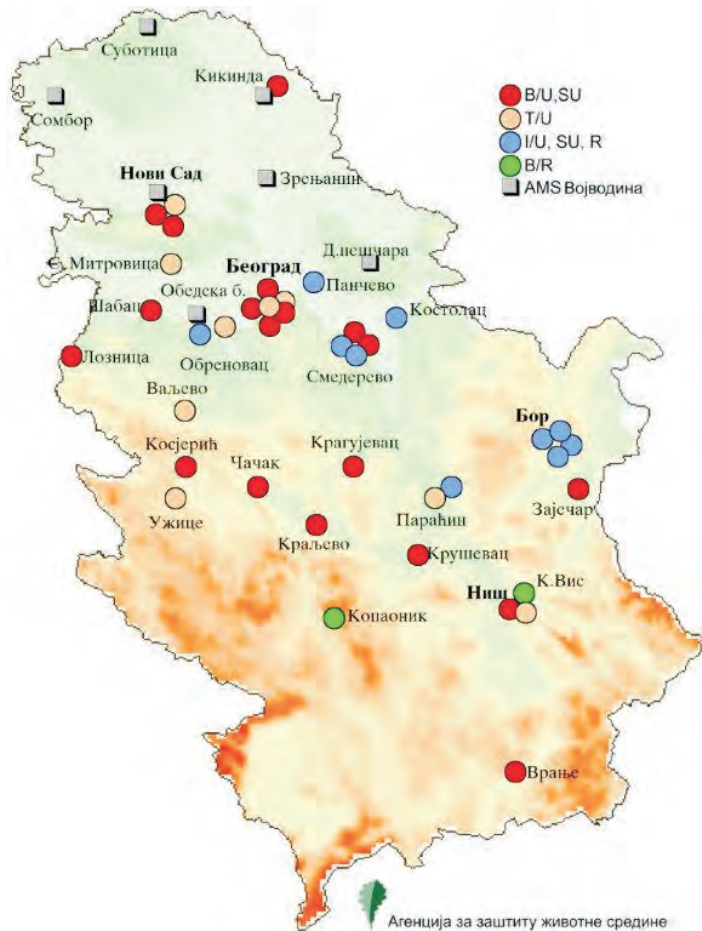 Суботица
Кикинда
Сомбор
B/U,SU
T/U
I/U, SU, R
B/R
AMS Војводина
Нови Сад
Зрењанин
С. Митровица
Београд
Д.нешчара
Обедска б.
Панчево
Шабац
Костолац
Обреновац
Смедерево
Лозница
Ваљево
Бор
Косјерић
Крагујевац
Чачак
Зајечар
Ужице
Параћин
Краљево
Крушевац
К.Вис
Ниш
Копаоник
Врање
Агенција за заштиту животне средине